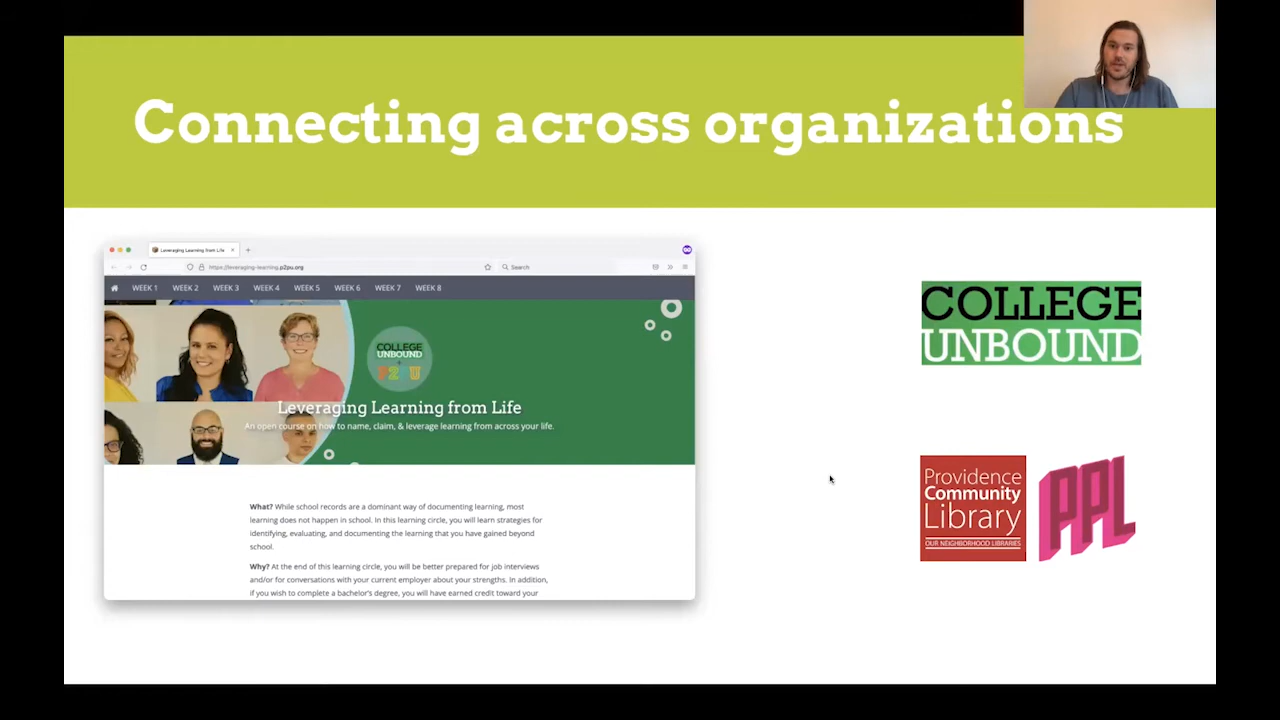 Connecting across organizations
Leveraging Learning from Life
https://leveraging-learning.p2pu.org
Search
WEEK 1 WEEK 2 WEEK 3 WEEK 4 WEEK 5 WEEK 6 WEEK 7 WEEK 8
COLLEGE
UNBOUND
+
P2PU
Leveraging Learning from Life
An open course on how to name, claim, & leverage learning from across your life.
What? While school records are a dominant way of documenting learning, most
learning does not happen in school. In this learning circle, you will learn strategies for
identifying, evaluating, and documenting the learning that you have gained beyond
school.
Why? At the end of this learning circle, you will be better prepared for job interviews
and/or for conversations with your current employer about your strengths. In addition,
if you wish to complete a bachelor's degree, you will have earned credit toward your
COLLEGE
UNBOUND
Providence
Community
Library
OUR NEIGHBORHOOD LIBRARIES
PPL